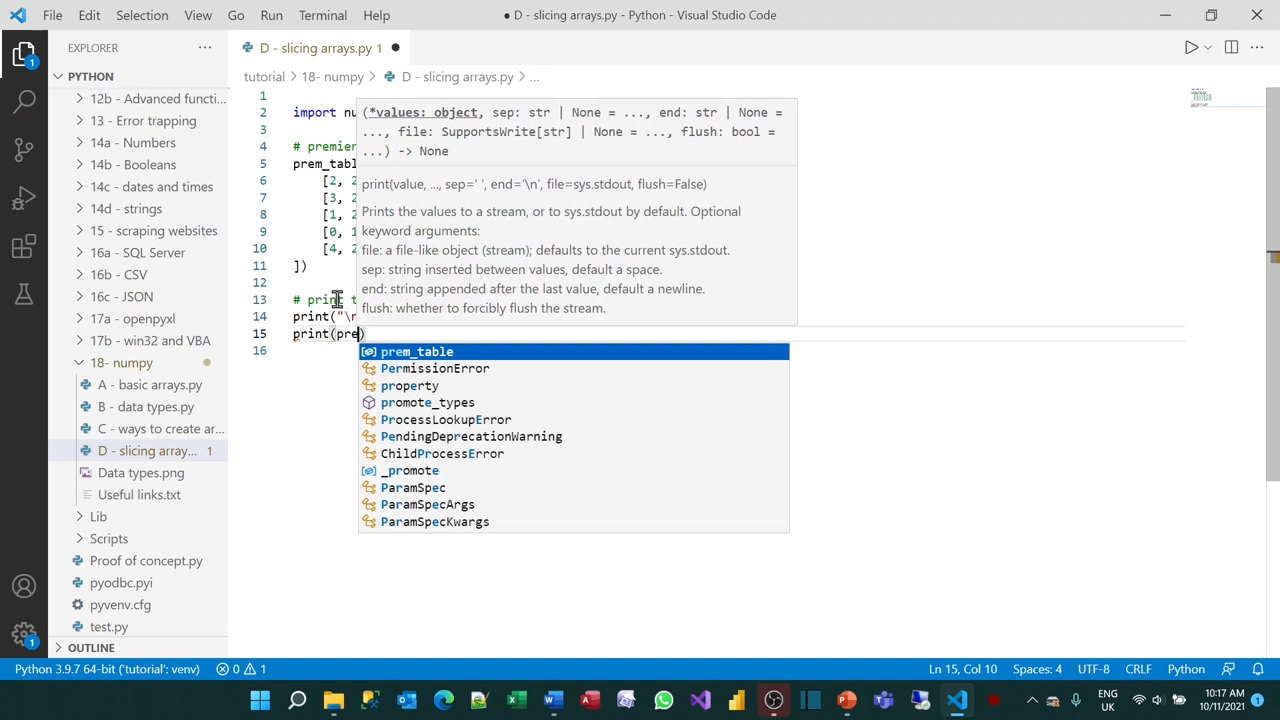 File Edit Selection View Go Run Terminal Help ● D - slicing arrays.py - Python - Visual Studio Code
EXPLORER ···
D - slicing arrays.py 1 ●
PYTHON
tutorial > 18- numpy > D - slicing arrays.py > ...
12b - Advanced functi...
13 - Error trapping
14a - Numbers
14b - Booleans
14c - dates and times
14d - strings
15 - scraping websites
16a - SQL Server
16b - CSV
16c - JSON
17a - openpyxl
17b - win32 and VBA
18- numpy
A - basic arrays.py
B - data types.py
C - ways to create ar...
D - slicing array... 1
Data types.png
Useful links.txt
Lib
Scripts
Proof of concept.py
pyodbc.pyi
pyvenv.cfg
test.py
OUTLINE
1
2 import nu
3
4 # premier
5 prem_tabl
6 [2, 2
7 [3, 2
8 [1, 2
9 [0, 1
10 [4, 2
11 ])
12
13 # print t
14 print("\n
15 print(pre)
16
(*values: object, sep: str | None = ..., end: str | None =
..., file: SupportsWrite[str] | None = ..., flush: bool =
...) -> None
print(value, ..., sep=' ', end='\n', file=sys.stdout, flush=False)
Prints the values to a stream, or to sys.stdout by default. Optional
keyword arguments:
file: a file-like object (stream); defaults to the current sys.stdout.
sep: string inserted between values, default a space.
end: string appended after the last value, default a newline.
flush: whether to forcibly flush the stream.
prem_table
PermissionError
property
promote_types
ProcessLookupError
PendingDeprecationWarning
ChildProcessError
_promote
ParamSpec
ParamSpecArgs
ParamSpecKwargs
Python 3.9.7 64-bit ('tutorial': venv) 0 1 Ln 15, Col 10 Spaces: 4 UTF-8 CRLF Python
ENG
UK
10:17 AM
10/11/2021